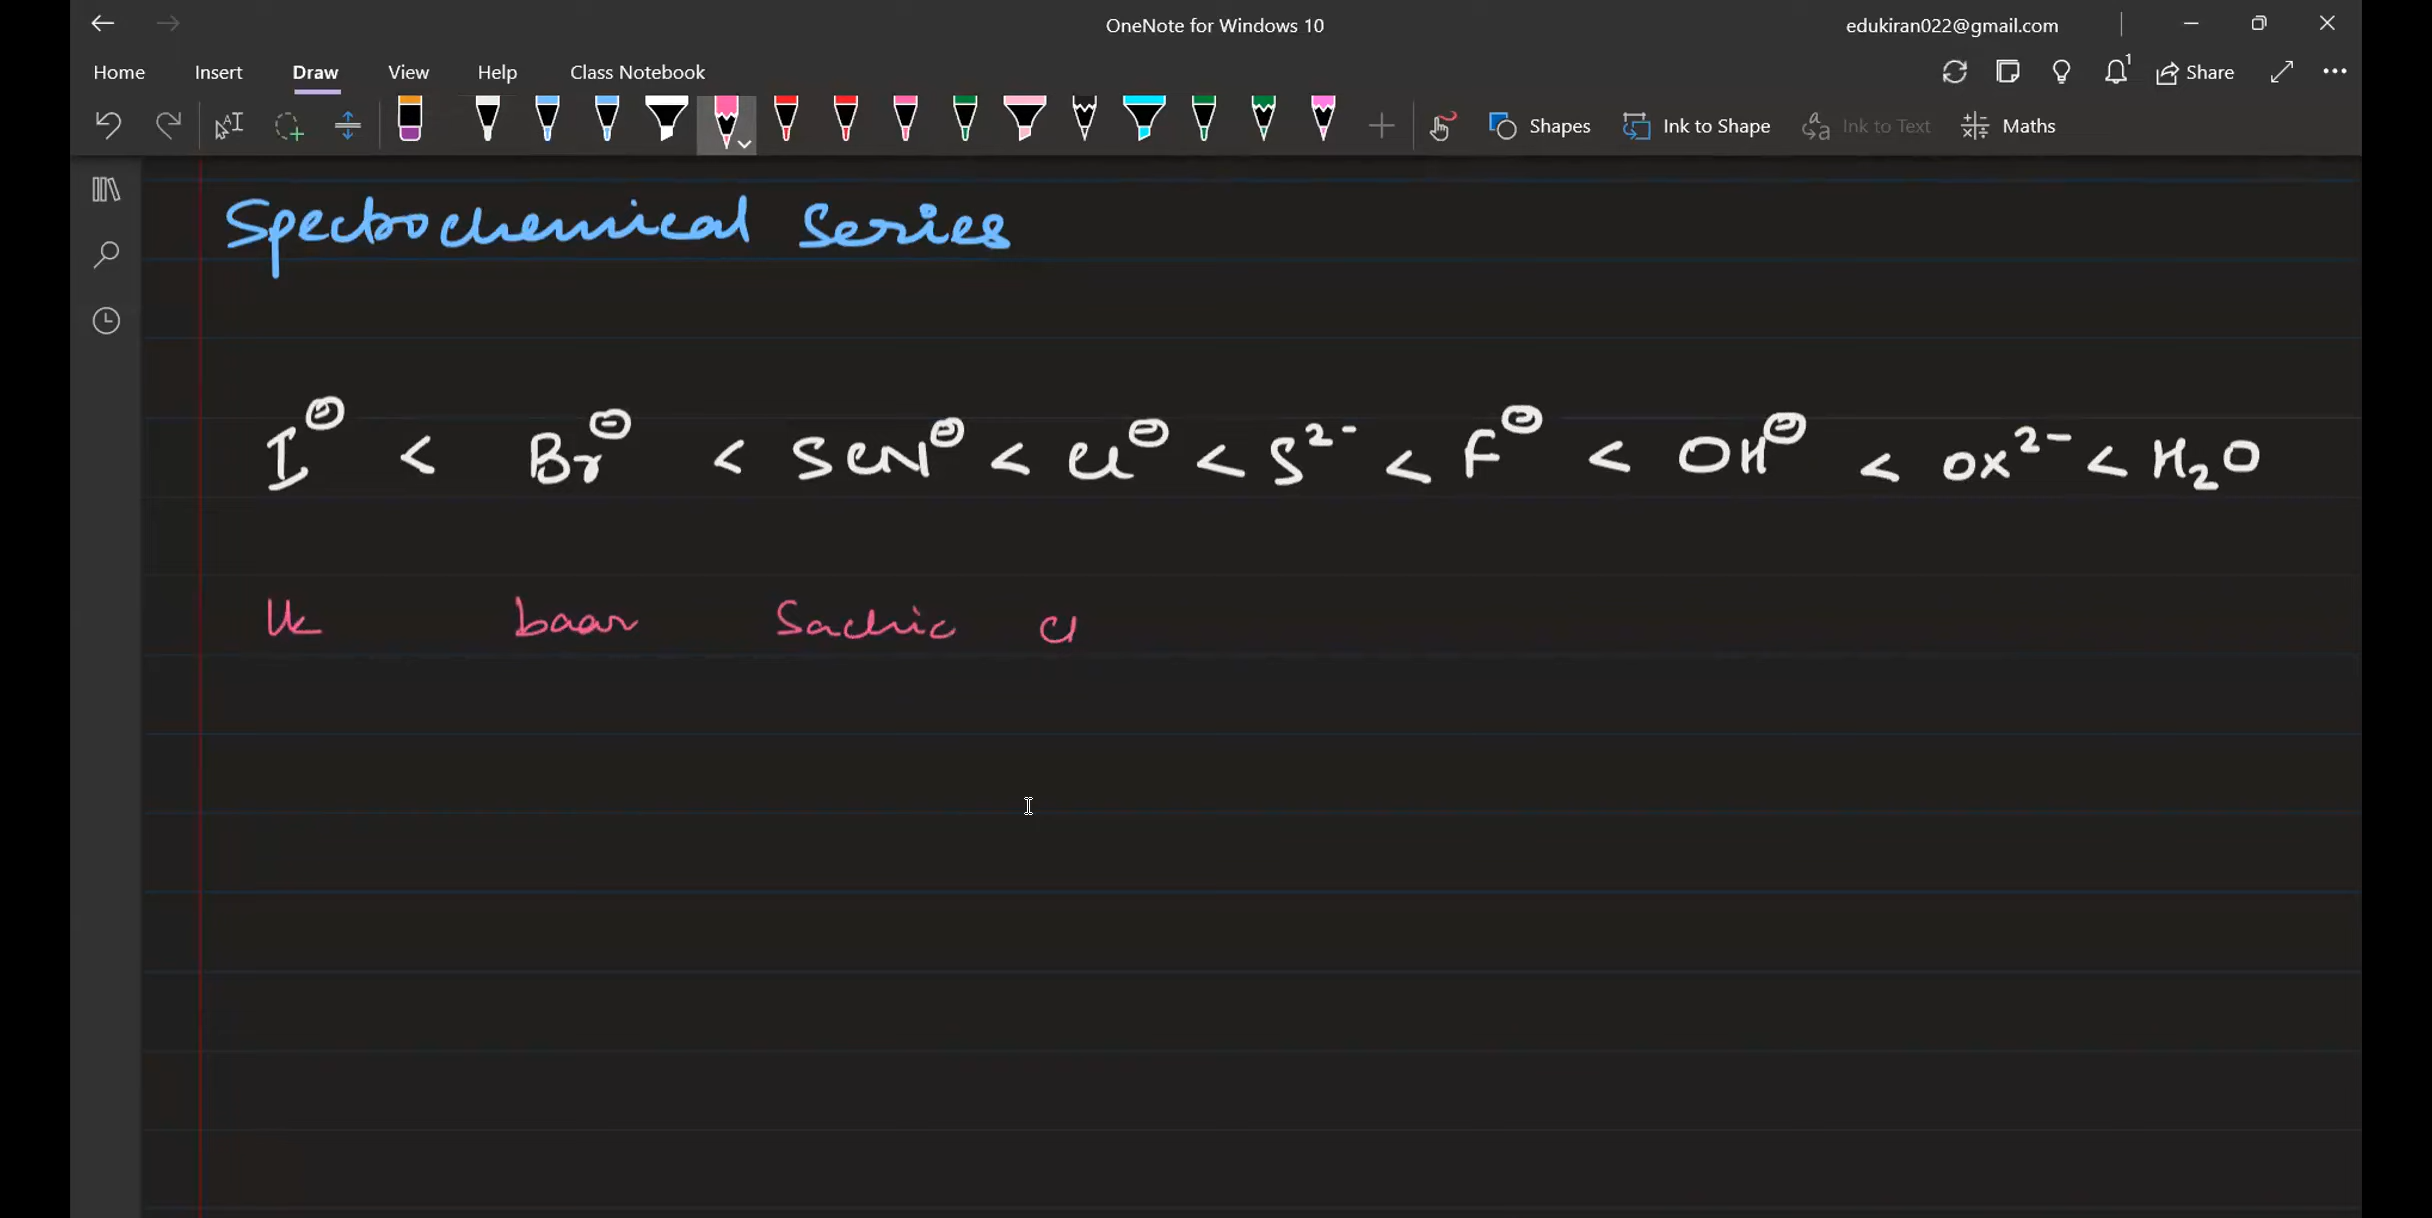 OneNote for Windows 10 edukiran022@gmail.com
Home Insert Draw View Help Class Notebook 1 Share
Shapes Ink to Shape Ink to Text Maths
Spectrochemical Series
I⊖ < Br⊖ < SCN⊖ < Cl⊖ < S²⁻ < F⊖ < OH⊖ < ox²⁻ < H₂O
baar Sachic